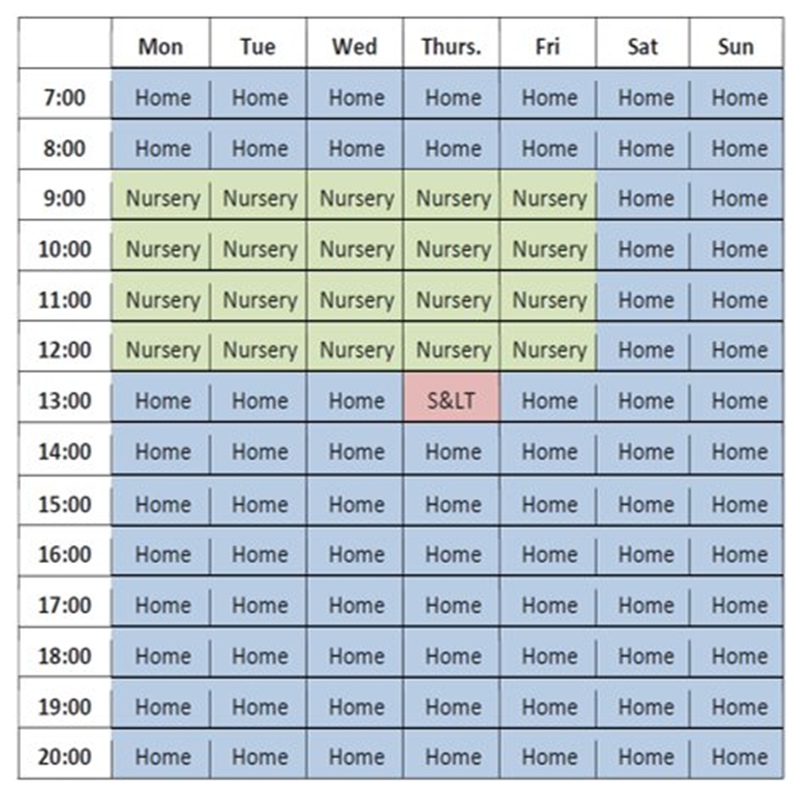 Mon Tue Wed Thurs. Fri Sat Sun
7:00 Home Home Home Home Home Home Home
8:00 Home Home Home Home Home Home Home
9:00 Nursery Nursery Nursery Nursery Nursery Home Home
10:00 Nursery Nursery Nursery Nursery Nursery Home Home
11:00 Nursery Nursery Nursery Nursery Nursery Home Home
12:00 Nursery Nursery Nursery Nursery Nursery Home Home
13:00 Home Home Home S&LT Home Home Home
14:00 Home Home Home Home Home Home Home
15:00 Home Home Home Home Home Home Home
16:00 Home Home Home Home Home Home Home
17:00 Home Home Home Home Home Home Home
18:00 Home Home Home Home Home Home Home
19:00 Home Home Home Home Home Home Home
20:00 Home Home Home Home Home Home Home